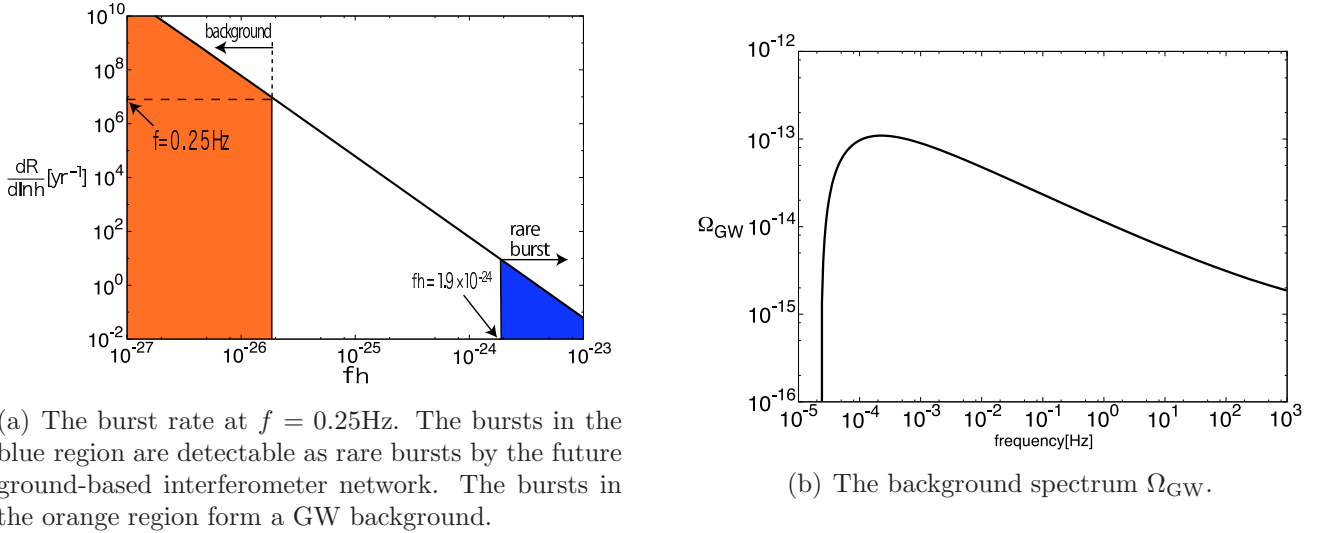 10^10
10^8
10^6
10^4
10^2
10^0
10^-2
dR
dlnh [yr^-1]
background
f=0.25Hz
rare
burst
fh=1.9×10^-24
10^-27
10^-26
10^-25
10^-24
10^-23
fh
(a) The burst rate at f = 0.25Hz. The bursts in the
blue region are detectable as rare bursts by the future
ground-based interferometer network. The bursts in
the orange region form a GW background.
10^-12
10^-13
10^-14
10^-15
10^-16
Ω_GW
10^-5
10^-4
10^-3
10^-2
10^-1
10^0
10^1
10^2
10^3
frequency[Hz]
(b) The background spectrum Ω_GW.